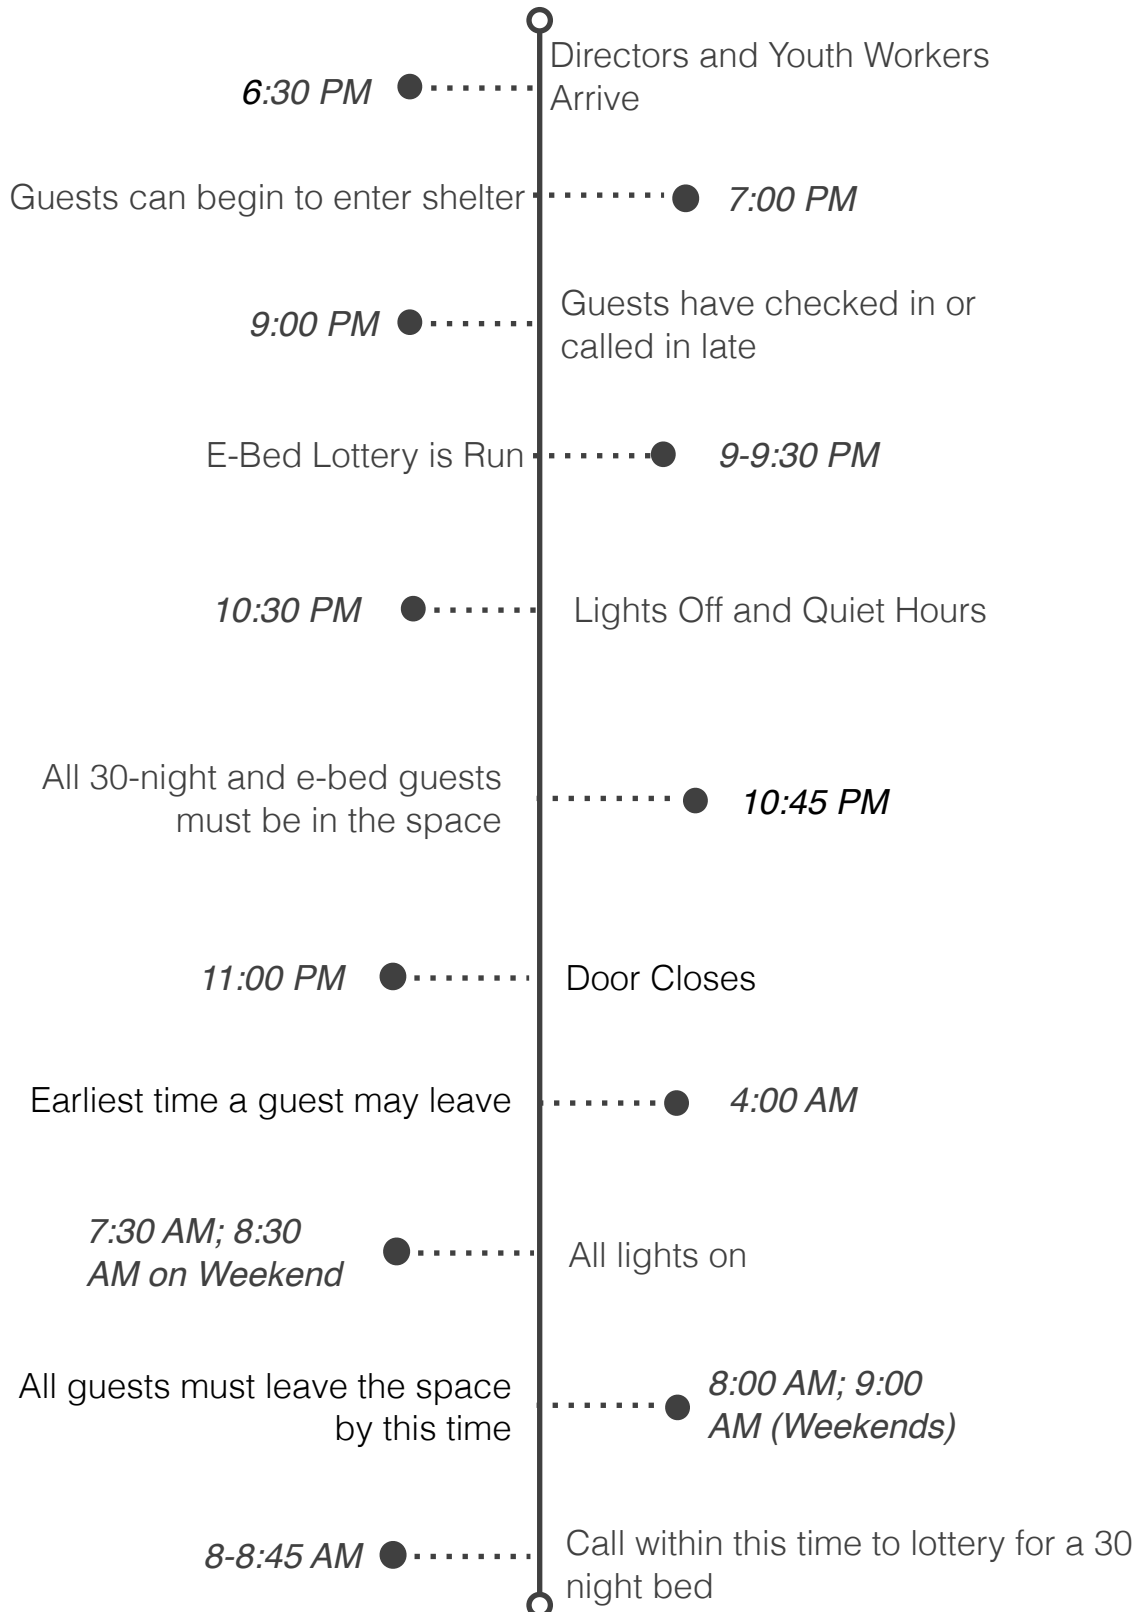 Directors and Youth Workers
Arrive
6:30 PM
Guests can begin to enter shelter
7:00 PM
9:00 PM
Guests have checked in or
called in late
E-Bed Lottery is Run
9-9:30 PM
10:30 PM
Lights Off and Quiet Hours
All 30-night and e-bed guests
must be in the space
10:45 PM
11:00 PM
Door Closes
Earliest time a guest may leave
4:00 AM
7:30 AM; 8:30
AM on Weekend
All lights on
All guests must leave the space
by this time
8:00 AM; 9:00
AM (Weekends)
8-8:45 AM
Call within this time to lottery for a 30
night bed